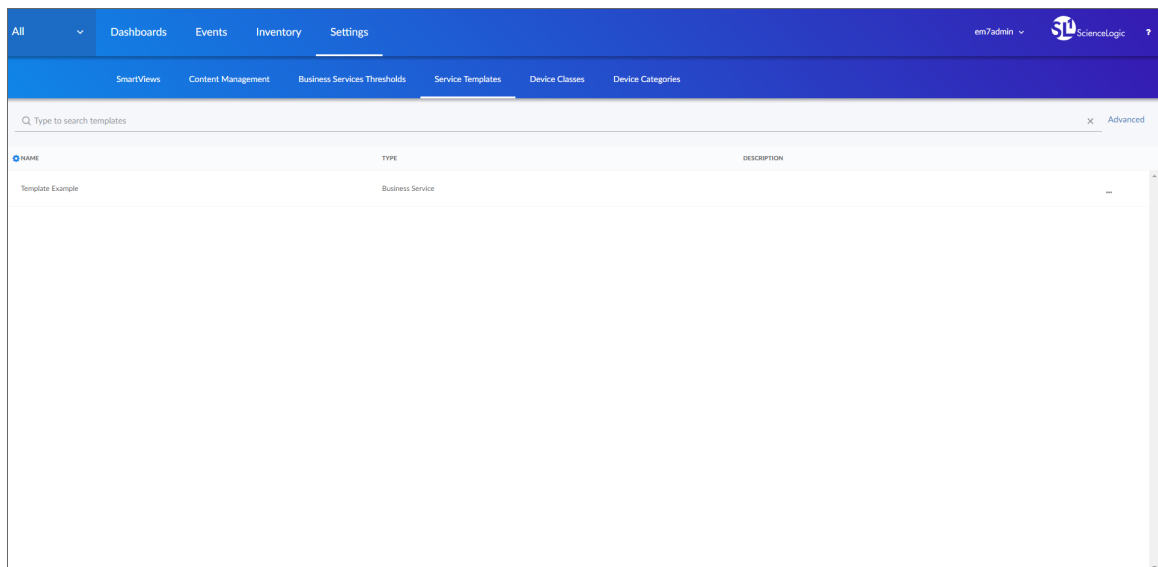 All Dashboards Events Inventory Settings em7admin SL1 ScienceLogic ?
SmartViews Content Management Business Services Thresholds Service Templates Device Classes Device Categories
Type to search templates Advanced
NAME TYPE DESCRIPTION
Template Example Business Service ...